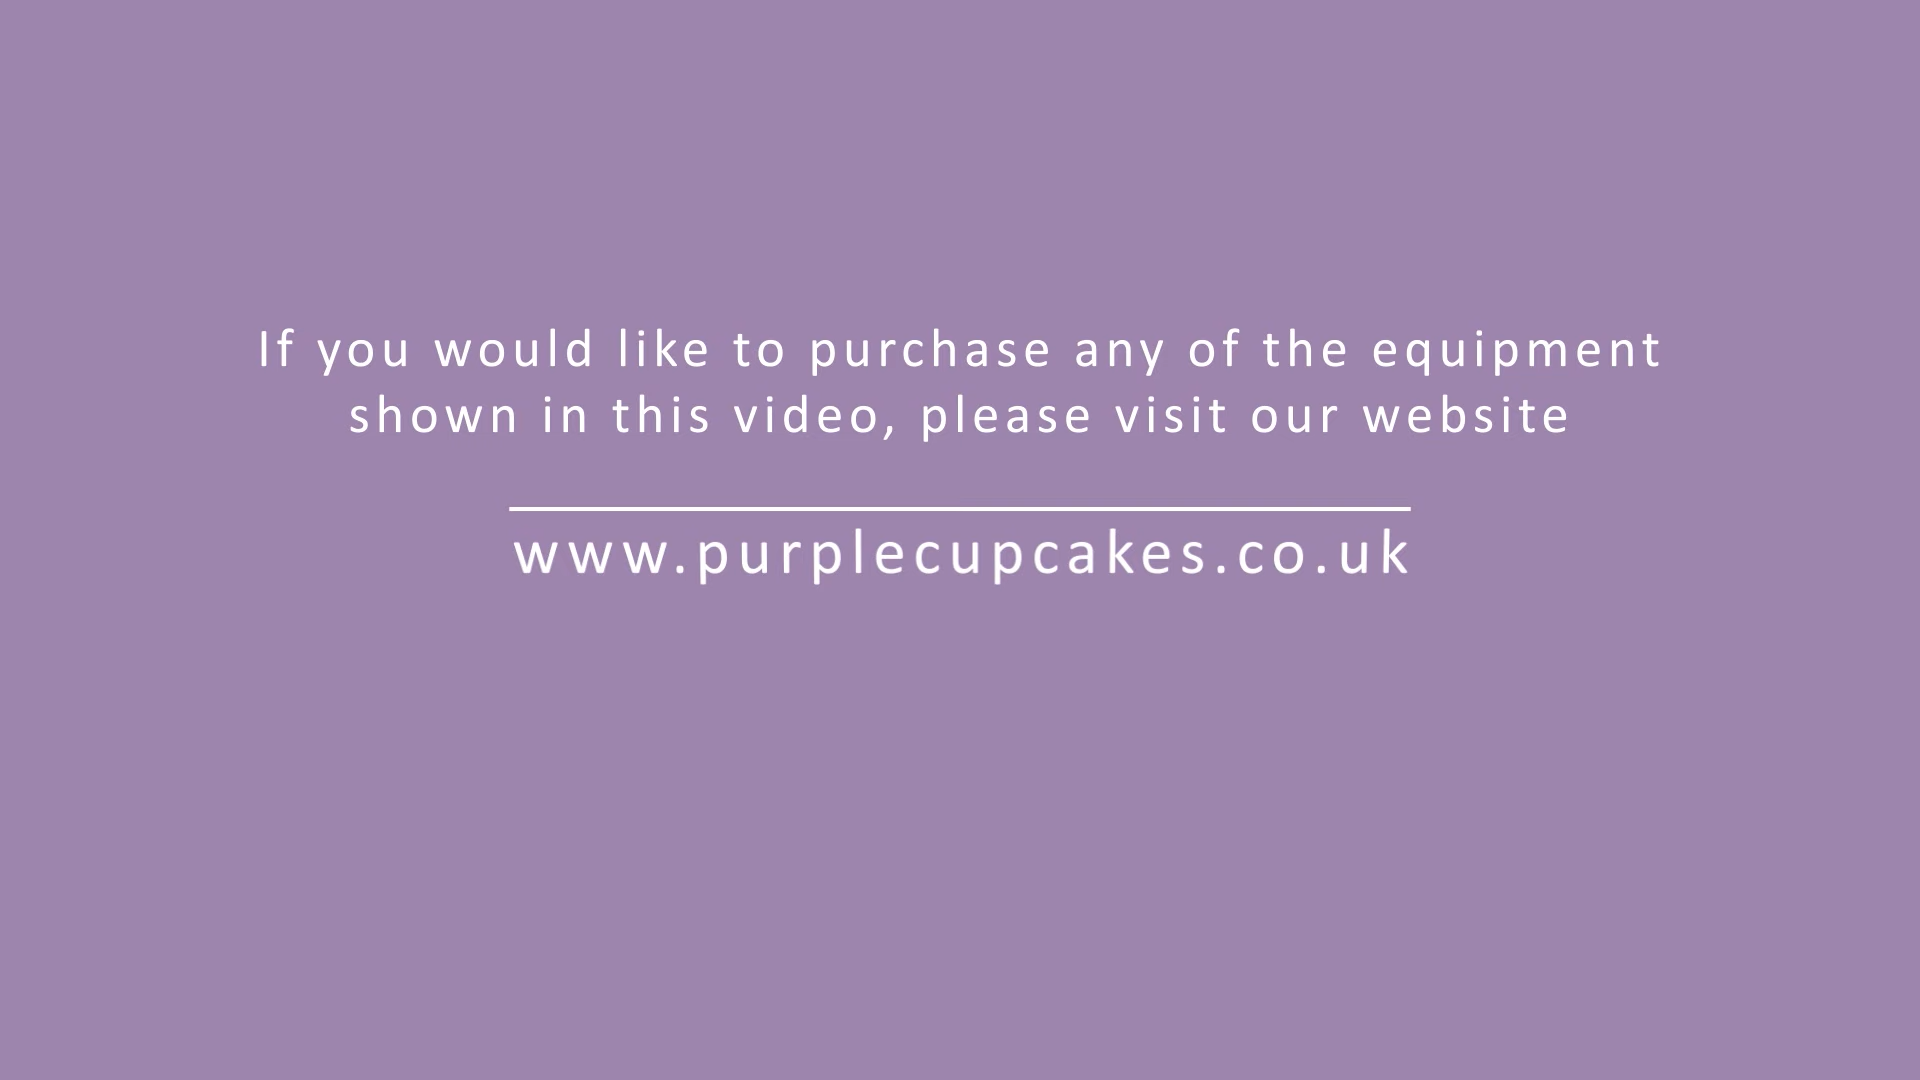 If you would like to purchase any of the equipment
shown in this video, please visit our website
www.purplecupcakes.co.uk